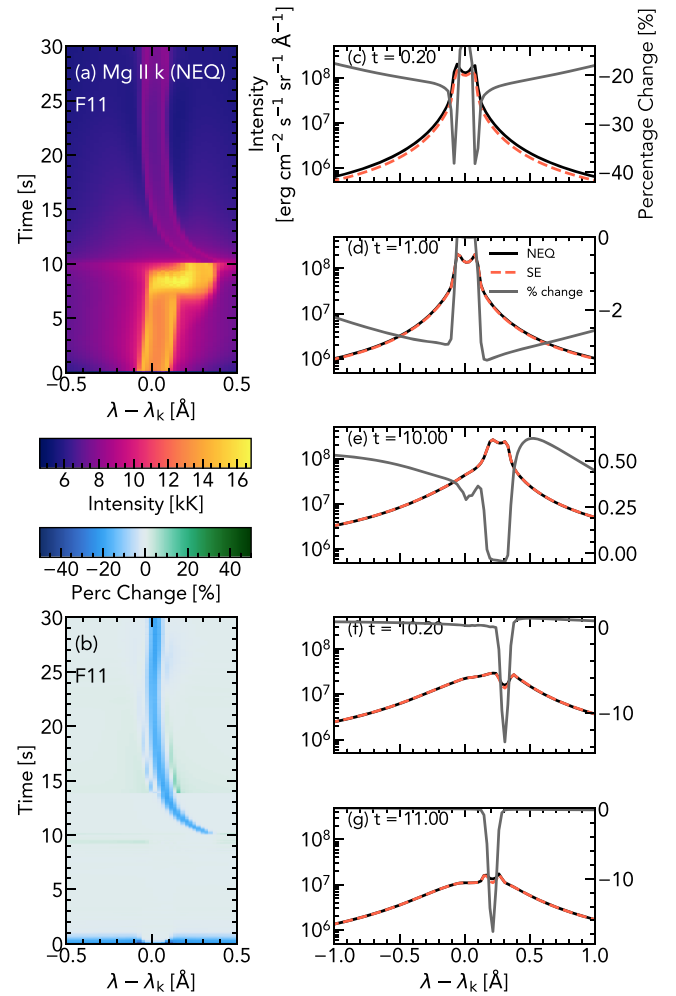 30
25
20
15
10
5
0
Time [s]
(a) Mg II k (NEQ)
F11
−0.5
0.0
0.5
λ − λk [Å]
6
8
10
12
14
16
Intensity [kK]
−40
−20
0
20
40
Perc Change [%]
30
25
20
15
10
5
0
Time [s]
(b)
F11
−0.5
0.0
0.5
λ − λk [Å]
Intensity
[erg cm−2 s−1 sr−1 Å−1]
Percentage Change [%]
(c) t = 0.20
10⁸
10⁷
10⁶
−20
−30
−40
(d) t = 1.00
NEQ
SE
% change
10⁸
10⁷
10⁶
0
−2
(e) t = 10.00
10⁸
10⁷
10⁶
0.50
0.25
0.00
(f) t = 10.20
10⁸
10⁷
10⁶
0
−10
(g) t = 11.00
10⁸
10⁷
10⁶
0
−10
−1.0
−0.5
0.0
0.5
1.0
λ − λk [Å]